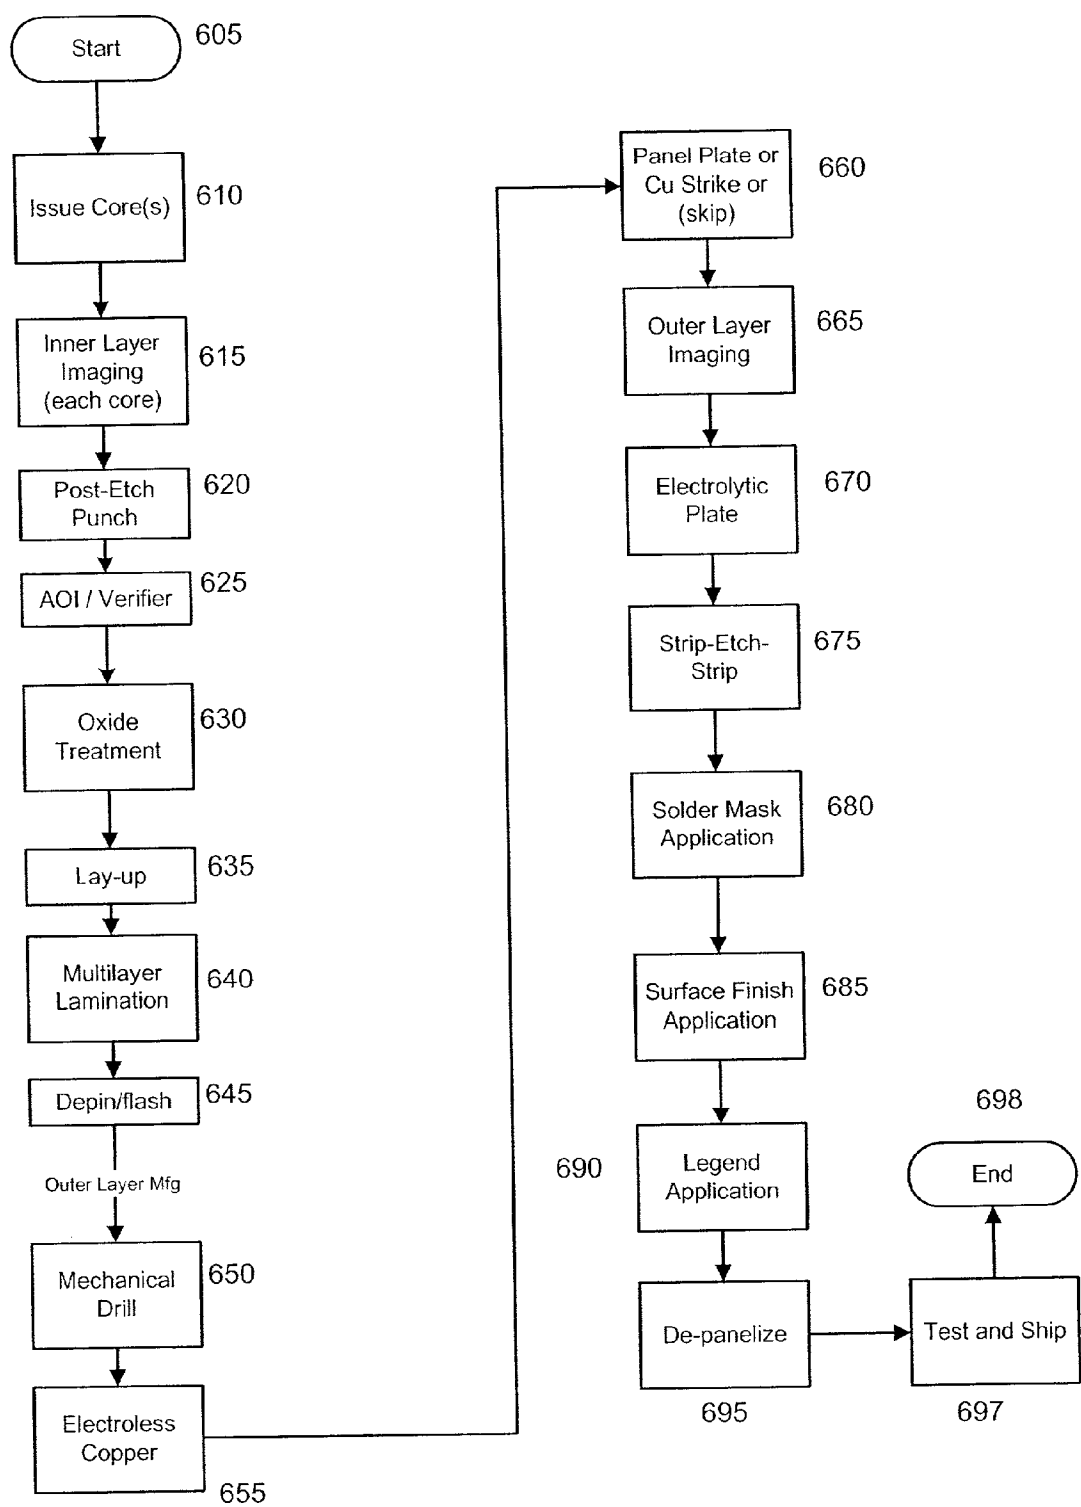 Start
605
Issue Core(s)
610
Inner Layer
Imaging
(each core)
615
Post-Etch
Punch
620
AOI / Verifier
625
Oxide
Treatment
630
Lay-up
635
Multilayer
Lamination
640
Depin/flash
645
Outer Layer Mfg
Mechanical
Drill
650
Electroless
Copper
655
Panel Plate or
Cu Strike or
(skip)
660
Outer Layer
Imaging
665
Electrolytic
Plate
670
Strip-Etch-
Strip
675
Solder Mask
Application
680
Surface Finish
Application
685
Legend
Application
690
De-panelize
695
Test and Ship
697
End
698